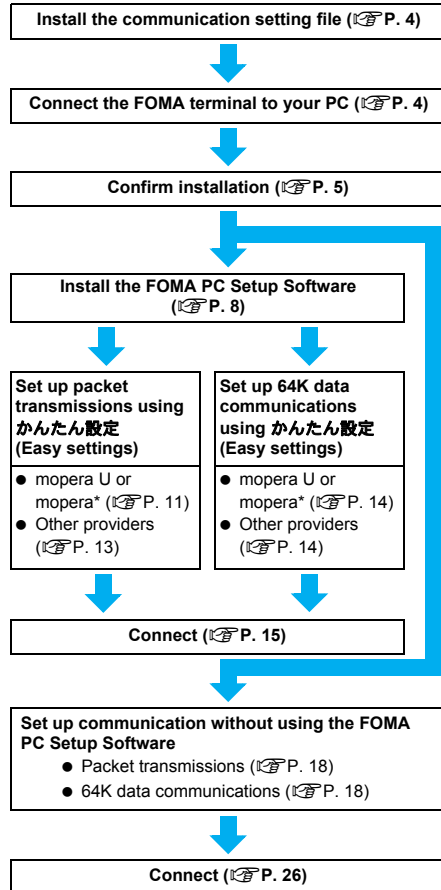 Install the communication setting file (☞P. 4)
Connect the FOMA terminal to your PC (☞P. 4)
Confirm installation (☞P. 5)
Install the FOMA PC Setup Software
(☞P. 8)
Set up packet
transmissions using
かんたん設定
(Easy settings)
● mopera U or
mopera* (☞P. 11)
● Other providers
(☞P. 13)
Set up 64K data
communications
using かんたん設定
(Easy settings)
● mopera U or
mopera* (☞P. 14)
● Other providers
(☞P. 14)
Connect (☞P. 15)
Set up communication without using the FOMA
PC Setup Software
● Packet transmissions (☞P. 18)
● 64K data communications (☞P. 18)
Connect (☞P. 26)